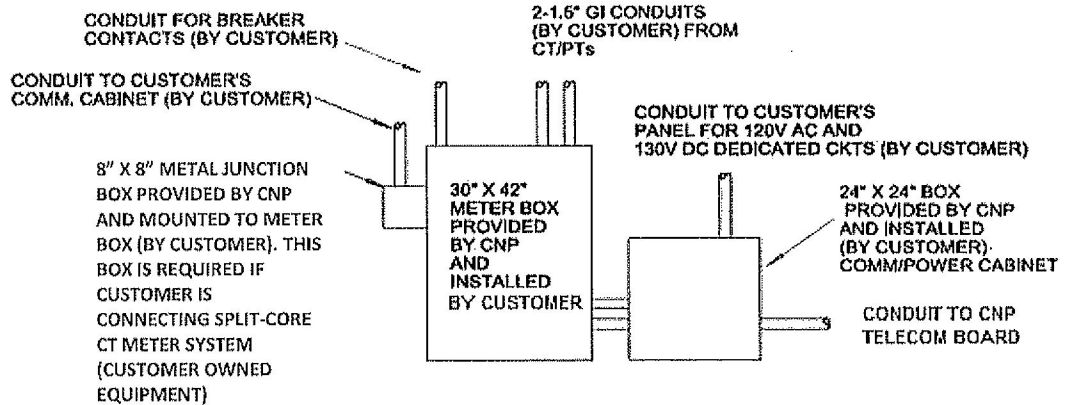 CONDUIT FOR BREAKER
CONTACTS (BY CUSTOMER)
2-1.5" GI CONDUITS
(BY CUSTOMER) FROM
CT/PTs
CONDUIT TO CUSTOMER'S
COMM. CABINET (BY CUSTOMER)
CONDUIT TO CUSTOMER'S
PANEL FOR 120V AC AND
130V DC DEDICATED CKTS (BY CUSTOMER)
8" X 8" METAL JUNCTION
BOX PROVIDED BY CNP
AND MOUNTED TO METER
BOX (BY CUSTOMER). THIS
BOX IS REQUIRED IF
CUSTOMER IS
CONNECTING SPLIT-CORE
CT METER SYSTEM
(CUSTOMER OWNED
EQUIPMENT)
30" X 42"
METER BOX
PROVIDED
BY CNP
AND
INSTALLED
BY CUSTOMER
24" X 24" BOX
PROVIDED BY CNP
AND INSTALLED
(BY CUSTOMER)
COMM/POWER CABINET
CONDUIT TO CNP
TELECOM BOARD